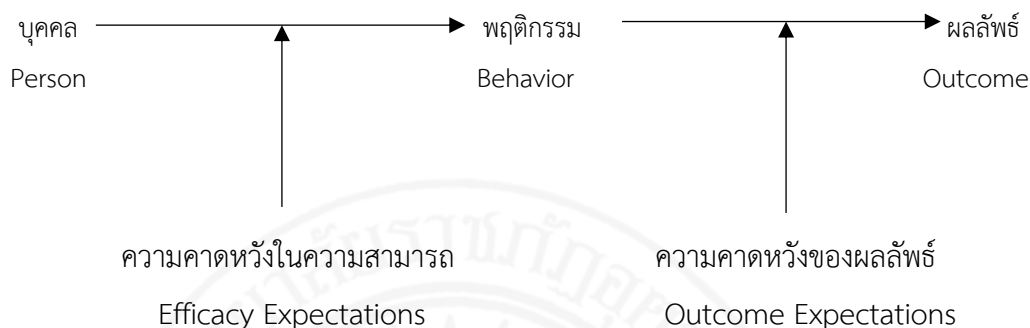 บุคคล พฤติกรรม ผลลัพธ์
Person Behavior Outcome
ความคาดหวังในความสามารถ ความคาดหวังของผลลัพธ์
Efficacy Expectations Outcome Expectations